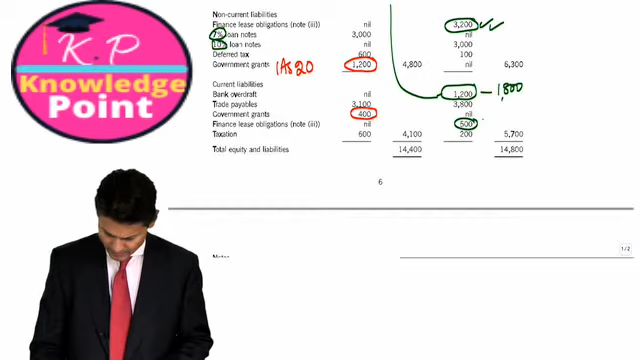 K.P
Knowledge
Point
Non-current liabilities
Finance lease obligations (note (iii)) nil 3,200
7% loan notes 3,000 nil
10% loan notes nil 3,000
Deferred tax 600 100
Government grants IAS 20 1,200 4,800 nil 6,300
Current liabilities
Bank overdraft nil 1,200 – 1,800
Trade payables 3,100 3,800
Government grants 400 nil
Finance lease obligations (note (iii)) nil 500
Taxation 600 4,100 200 5,700
Total equity and liabilities 14,400 14,800
6
1/2